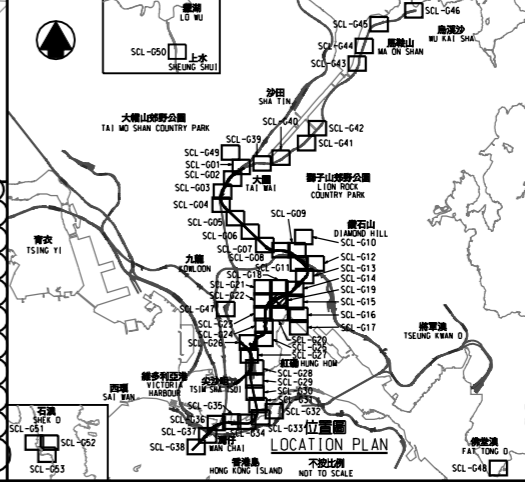 羅湖
LO WU
SCL-G50
上水
SHEUNG SHUI
SCL-G46
SCL-G45
烏溪沙
WU KAI SHA
SCL-G44
馬鞍山
MA ON SHAN
SCL-G43
沙田
SHA TIN
大帽山郊野公園
TAI MO SHAN COUNTRY PARK
SCL-G40
SCL-G42
SCL-G39
SCL-G41
SCL-G49
SCL-G01
SCL-G02
大圍
TAI WAI
獅子山郊野公園
LION ROCK
COUNTRY PARK
SCL-G03
SCL-G04
SCL-G05
SCL-G09
鑽石山
DIAMOND HILL
SCL-G06
SCL-G10
SCL-G07
SCL-G08
SCL-G11
SCL-G12
SCL-G13
SCL-G14
青衣
TSING YI
九龍
KOWLOON
SCL-G18
SCL-G21
SCL-G22
SCL-G19
SCL-G15
SCL-G47
SCL-G16
SCL-G23
SCL-G17
SCL-G24
將軍澳
TSEUNG KWAN O
SCL-G20
SCL-G25
SCL-G26
SCL-G27
紅磡
HUNG HOM
SCL-G28
SCL-G29
SCL-G30
SCL-G31
維多利亞港
VICTORIA
HARBOUR
尖沙咀
TSIM SHA TSUI
西環
SAI WAN
SCL-G35
SCL-G32
SCL-G36
SCL-G33
SCL-G34
SCL-G37
SCL-G38
灣仔
WAN CHAI
香港島
HONG KONG ISLAND
位置圖
LOCATION PLAN
不按比例
NOT TO SCALE
石澳
SHEK O
SCL-G51
SCL-G52
SCL-G53
佛堂澳
FAT TONG O
SCL-G48